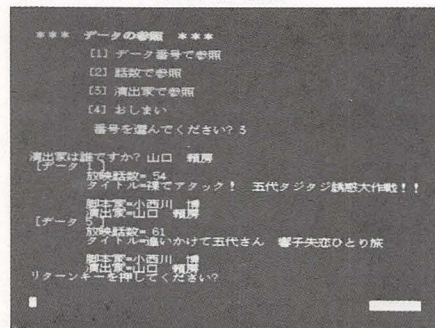 *** データの参照 ***
[1] データ番号で参照
[2] 話数で参照
[3] 演出家で参照
[4] おしまい
番号を選んでください? 3
演出家は誰ですか? 山口 頼房
[データ 1 ]
放映話数= 54
タイトル=裸でアタック! 五代タジタジ誘惑大作戦!!
脚本家=小西川 博
演出家=山口 頼房
[データ 5 ]
放映話数= 61
タイトル=追いかけて五代さん 響子失恋ひとり旅
脚本家=小西川 博
演出家=山口 頼房
リターンキーを押してください?